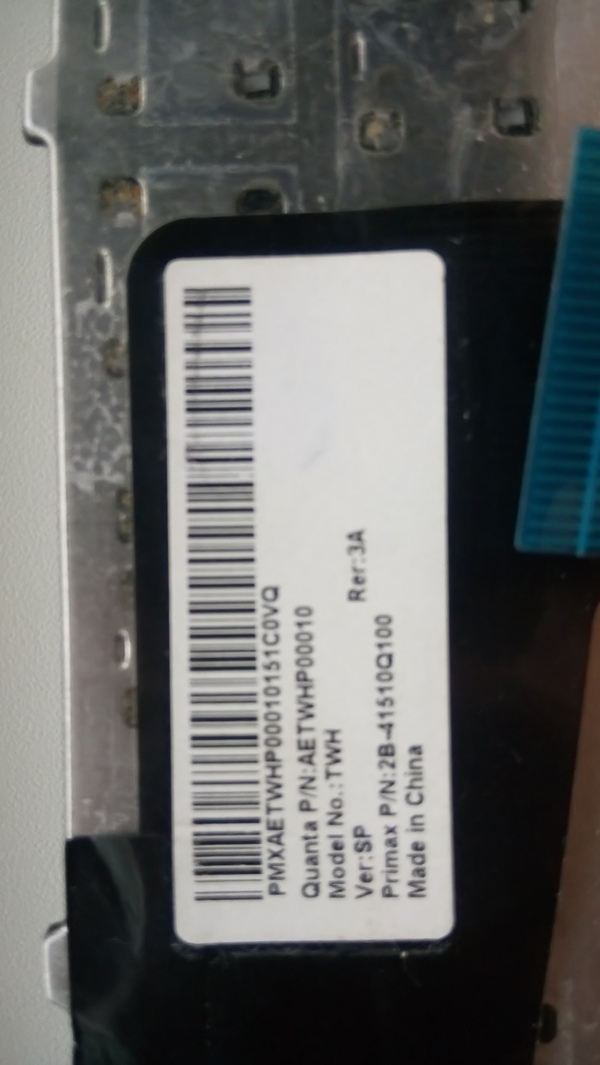 PMXAETWHP00010151C0VQ
Quanta P/N:AETWHP00010
Model No.:TWH
Ver:SP Rer:3A
Primax P/N:2B-41510Q100
Made in China